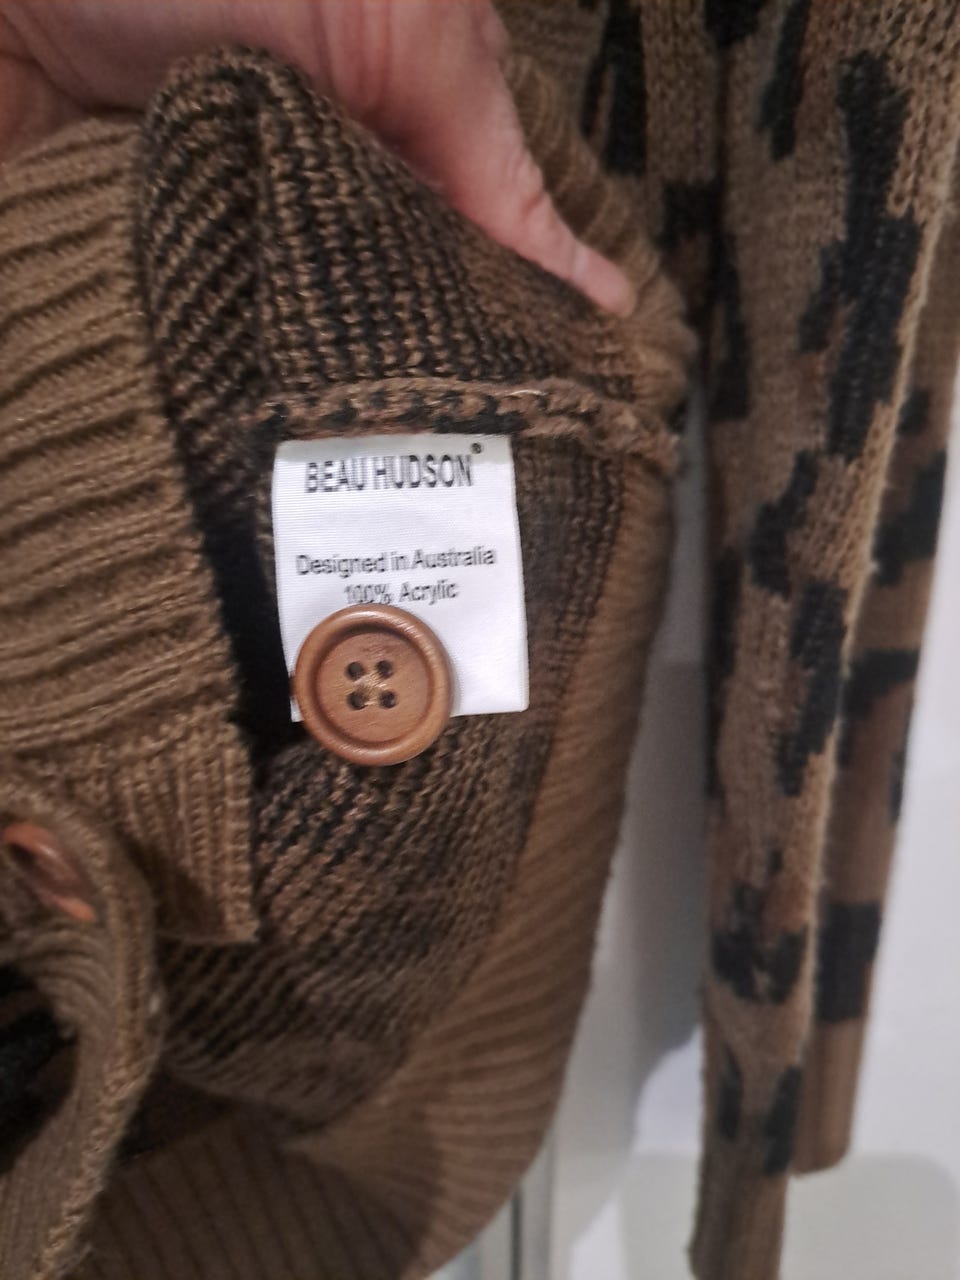 BEAU HUDSON®
Designed in Australia
100% Acrylic